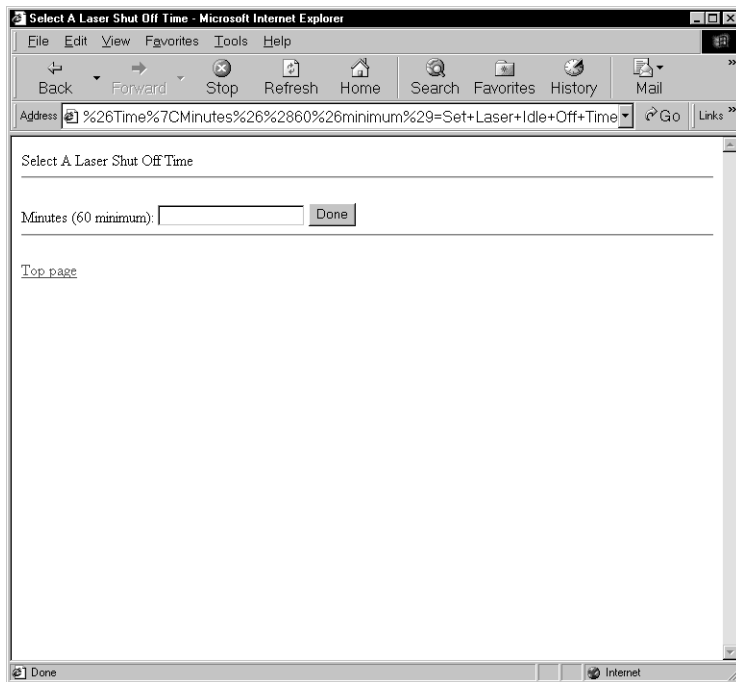 Select A Laser Shut Off Time - Microsoft Internet Explorer
File Edit View Favorites Tools Help
Back Forward Stop Refresh Home Search Favorites History Mail »
Address %26Time%7CMinutes%26%2860%26minimum%29=Set+Laser+Idle+Off+Time Go Links »
Select A Laser Shut Off Time
Minutes (60 minimum): Done
Top page
Done Internet